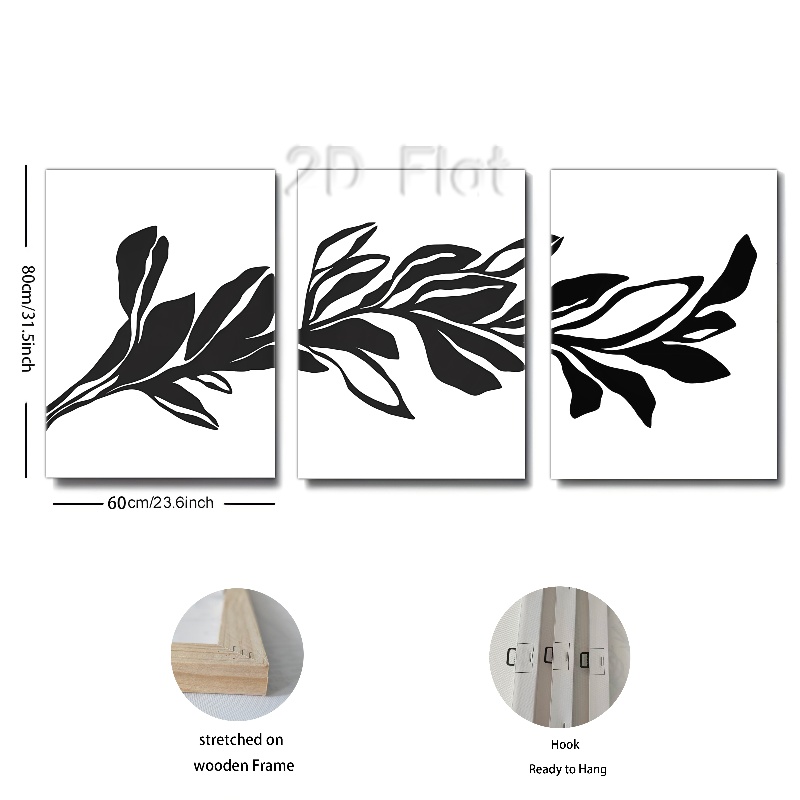 2D Flat
80cm/31.5inch
60cm/23.6inch
stretched on
wooden Frame
Hook
Ready to Hang